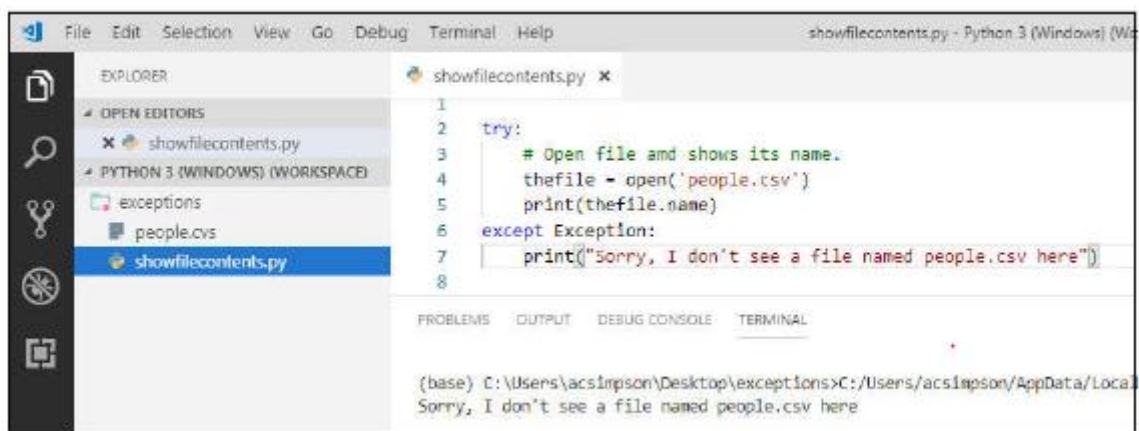 File Edit Selection View Go Debug Terminal Help showfilecontents.py - Python 3 (Windows) (Wo
EXPLORER
OPEN EDITORS
showfilecontents.py
PYTHON 3 (WINDOWS) (WORKSPACE)
exceptions
people.cvs
showfilecontents.py
showfilecontents.py
1
2 try:
3 # Open file and shows its name.
4 thefile = open('people.csv')
5 print(thefile.name)
6 except Exception:
7 print("Sorry, I don't see a file named people.csv here")
8
PROBLEMS OUTPUT DEBUG CONSOLE TERMINAL
(base) C:\Users\acsimpson\Desktop\exceptions>C:/Users/acsimpson/AppData/Local
Sorry, I don't see a file named people.csv here